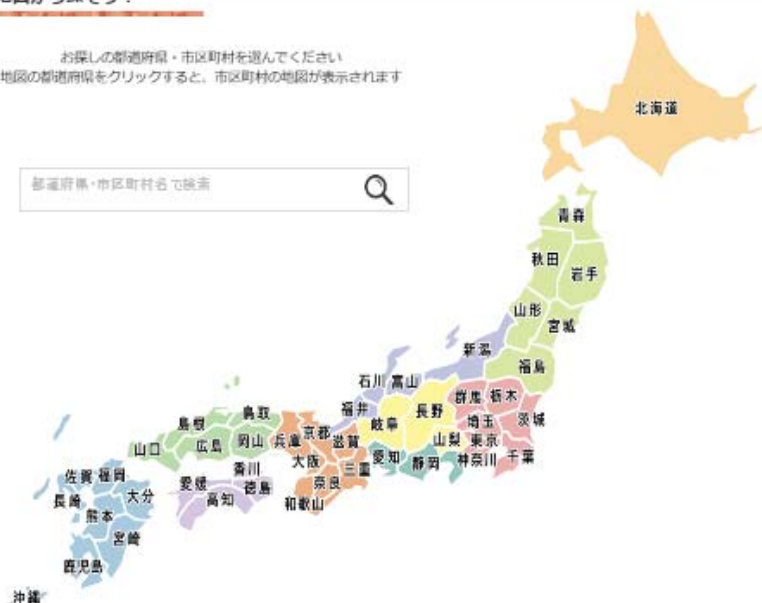 お探しの都道府県・市区町村を選んでください
地図の都道府県をクリックすると、市区町村の地図が表示されます
都道府県・市区町村名で検索
北海道
青森
秋田
岩手
山形
宮城
新潟
福島
石川 富山
群馬 栃木
福井
岐阜
長野
埼玉
茨城
山梨
東京
愛知
静岡
神奈川
千葉
鳥取
島根
山口
広島
岡山
兵庫
京都
滋賀
大阪
三重
奈良
和歌山
香川
愛媛
徳島
高知
佐賀 福岡
長崎
大分
熊本
宮崎
鹿児島
沖縄